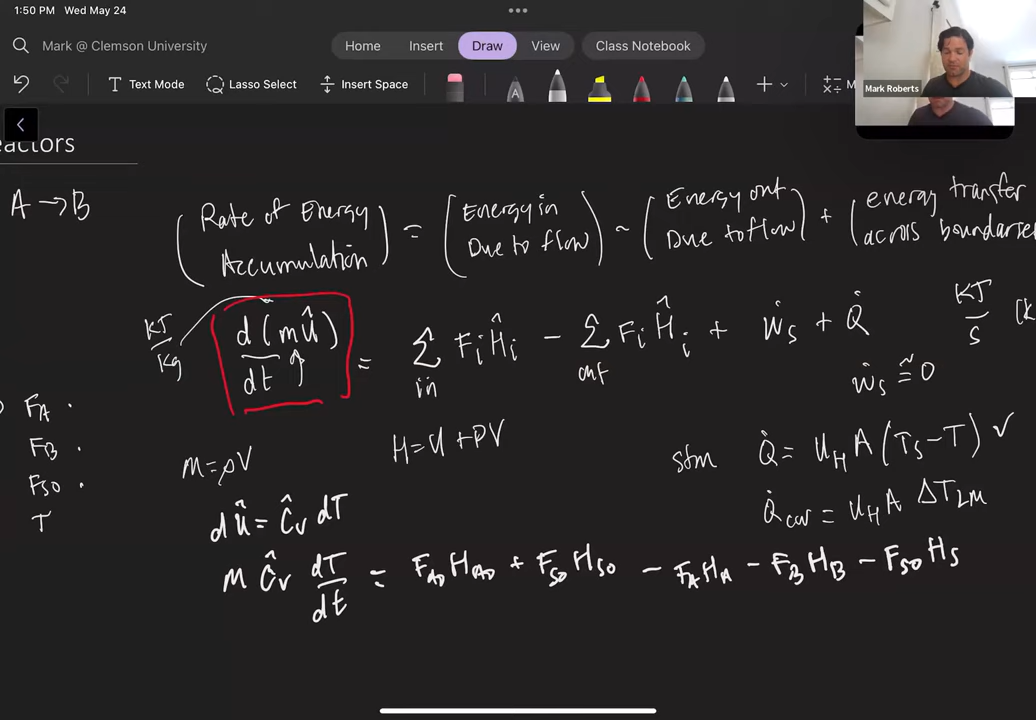 1:50 PM Wed May 24
Mark @ Clemson University
Home Insert Draw View Class Notebook
Text Mode Lasso Select Insert Space A M
Mark Roberts
eactors
A → B
(Rate of Energy Accumulation) = (Energy in Due to flow) ~ (Energy out Due to flow) + (energy transfer across boundaries
KJ/Kg
d(mÛ)/dt = Σ in FiĤi − Σ out FiĤi + Ẇs + Q̇ KJ/s (k
Ẇs ≅ 0
FA
FB
FS0
T
m = ρV H = U + PV
stm Q̇ = UH A (Ts − T) ✓
dÛ = Ĉv dT
Q̇ = UH A ΔTLM
m Ĉv dT/dt = FA0 HA0 + FS0 HS0 − FA HA − FB HB − FS0 HS